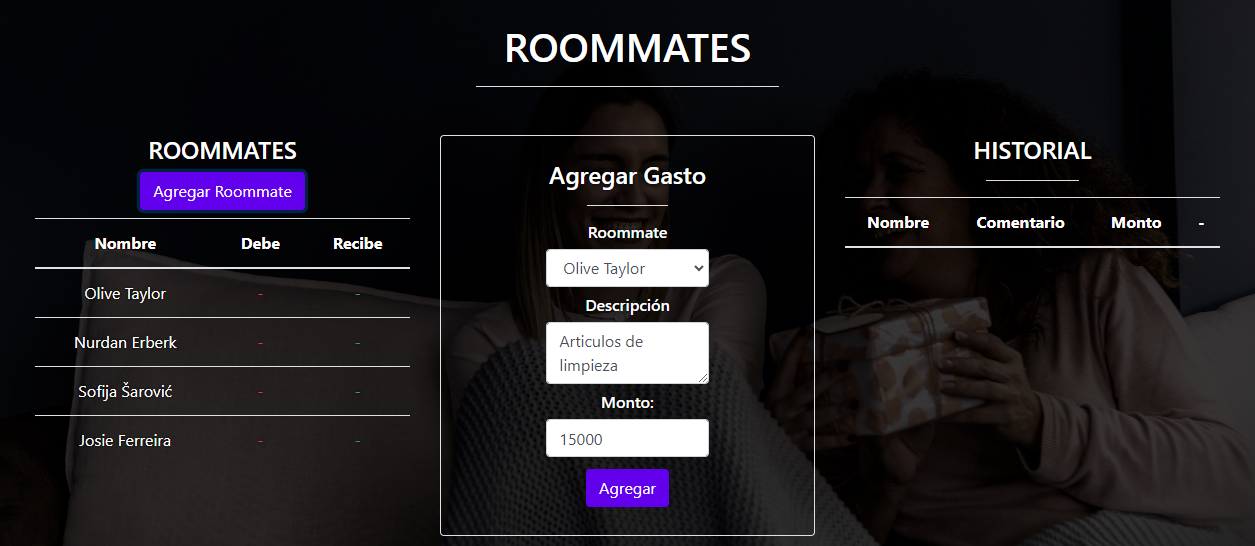 ROOMMATES
ROOMMATES
Agregar Roommate
Nombre Debe Recibe
Olive Taylor - -
Nurdan Erberk - -
Sofija Šarović - -
Josie Ferreira - -
Agregar Gasto
Roommate
Olive Taylor
Descripción
Articulos de
limpieza
Monto:
15000
Agregar
HISTORIAL
Nombre Comentario Monto -